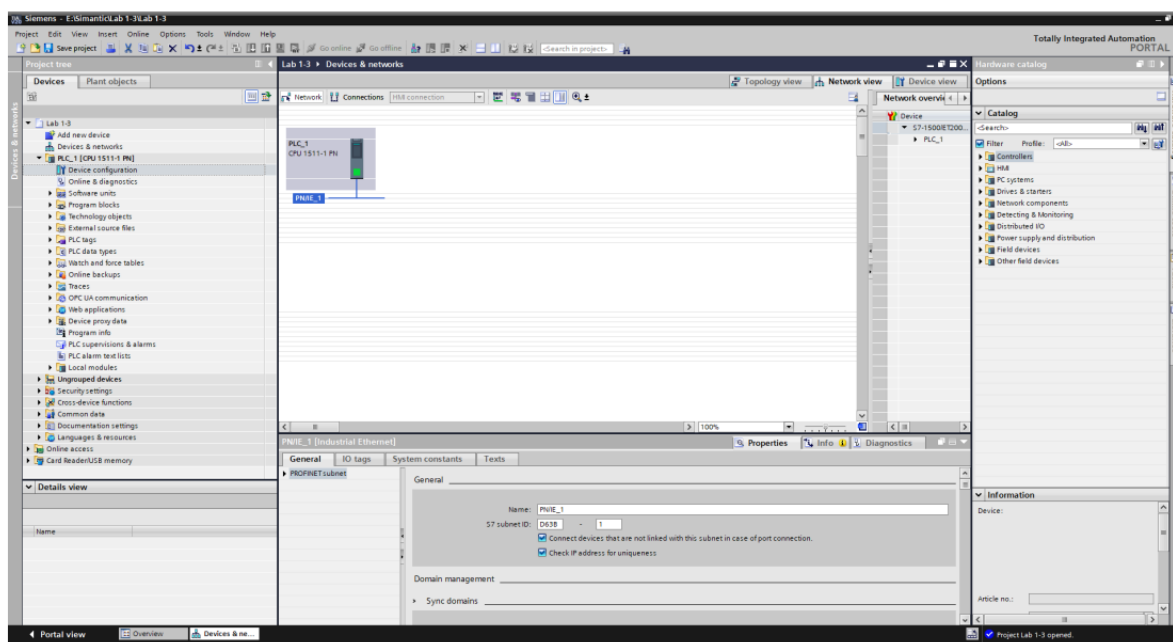 Siemens - E:\Simantic\Lab 1-3\Lab 1-3
Project Edit View Insert Online Options Tools Window Help
Totally Integrated Automation
PORTAL
Save project
Go online
Go offline
<Search in project>
Project tree
Devices
Plant objects
Devices & networks
Lab 1-3
Add new device
Devices & networks
PLC_1 [CPU 1511-1 PN]
Device configuration
Online & diagnostics
Software units
Program blocks
Technology objects
External source files
PLC tags
PLC data types
Watch and force tables
Online backups
Traces
OPC UA communication
Web applications
Device proxy data
Program info
PLC supervisions & alarms
PLC alarm text lists
Local modules
Ungrouped devices
Security settings
Cross-device functions
Common data
Documentation settings
Languages & resources
Online access
Card Reader/USB memory
Details view
Name
Lab 1-3 Devices & networks
Topology view
Network view
Device view
Network
Connections
HMI connection
PLC_1
CPU 1511-1 PN
PN/IE_1
Network overvie
Device
S7-1500/ET200...
PLC_1
100%
PN/IE_1 [Industrial Ethernet]
Properties
Info
Diagnostics
General
IO tags
System constants
Texts
PROFINET subnet
General
Name: PN/IE_1
S7 subnet ID: D63B - 1
Connect devices that are not linked with this subnet in case of port connection.
Check IP address for uniqueness
Domain management
Sync domains
Hardware catalog
Options
Catalog
<Search>
Filter Profile: <All>
Controllers
HMI
PC systems
Drives & starters
Network components
Detecting & Monitoring
Distributed I/O
Power supply and distribution
Field devices
Other field devices
Information
Device:
Article no.:
Portal view
Overview
Devices & ne...
Project Lab 1-3 opened.